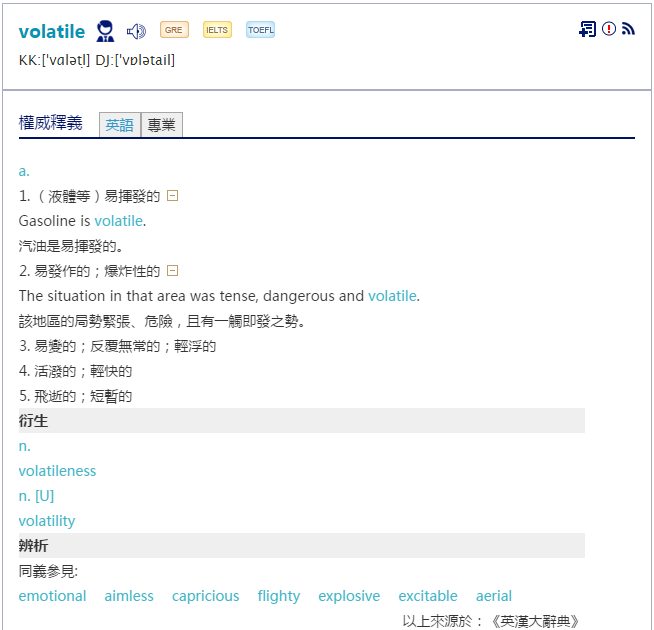 volatile GRE IELTS TOEFL
KK:[ˋvɑlətḷ] DJ:[ˋvɒlətail]
權威釋義 英語 專業
a.
1.（液體等）易揮發的
Gasoline is volatile.
汽油是易揮發的。
2. 易發作的；爆炸性的
The situation in that area was tense, dangerous and volatile.
該地區的局勢緊張、危險，且有一觸即發之勢。
3. 易變的；反覆無常的；輕浮的
4. 活潑的；輕快的
5. 飛逝的；短暫的
衍生
n.
volatileness
n. [U]
volatility
辨析
同義參見:
emotional aimless capricious flighty explosive excitable aerial
以上來源於：《英漢大辭典》